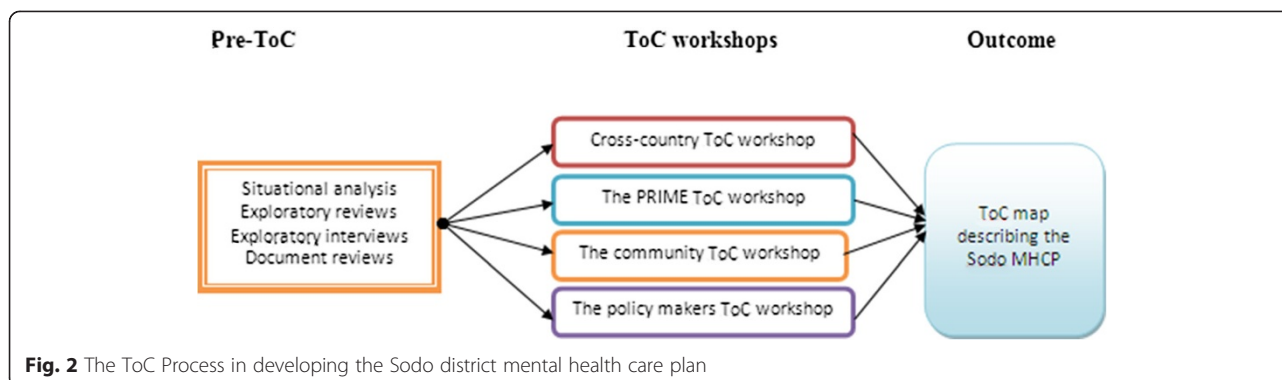 Pre-ToC
ToC workshops
Outcome
Situational analysis
Exploratory reviews
Exploratory interviews
Document reviews
Cross-country ToC workshop
The PRIME ToC workshop
The community ToC workshop
The policy makers ToC workshop
ToC map
describing the
Sodo MHCP
Fig. 2 The ToC Process in developing the Sodo district mental health care plan